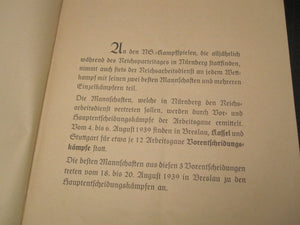 An den NS-Kampfspielen, die alljährlich
während des Reichsparteitages in Nürnberg stattfinden,
nimmt auch stets der Reichsarbeitsdienst an jedem Wett-
kampf mit seinen zwei besten Mannschaften und mehreren
Einzelkämpfern teil.
Die Mannschaften, welche in Nürnberg den Reichs-
arbeitsdienst vertreten sollen, werden durch Vor- und
Hauptentscheidungskämpfe der Arbeitsgaue ermittelt.
Vom 4. bis 6. August 1939 finden in Breslau, Kassel und
Stuttgart für etwa je 12 Arbeitsgaue Vorentscheidungs-
kämpfe statt.
Die besten Mannschaften aus diesen 3 Vorentscheidungen
treten vom 18. bis 20. August 1939 in Breslau zu den
Hauptentscheidungskämpfen an.